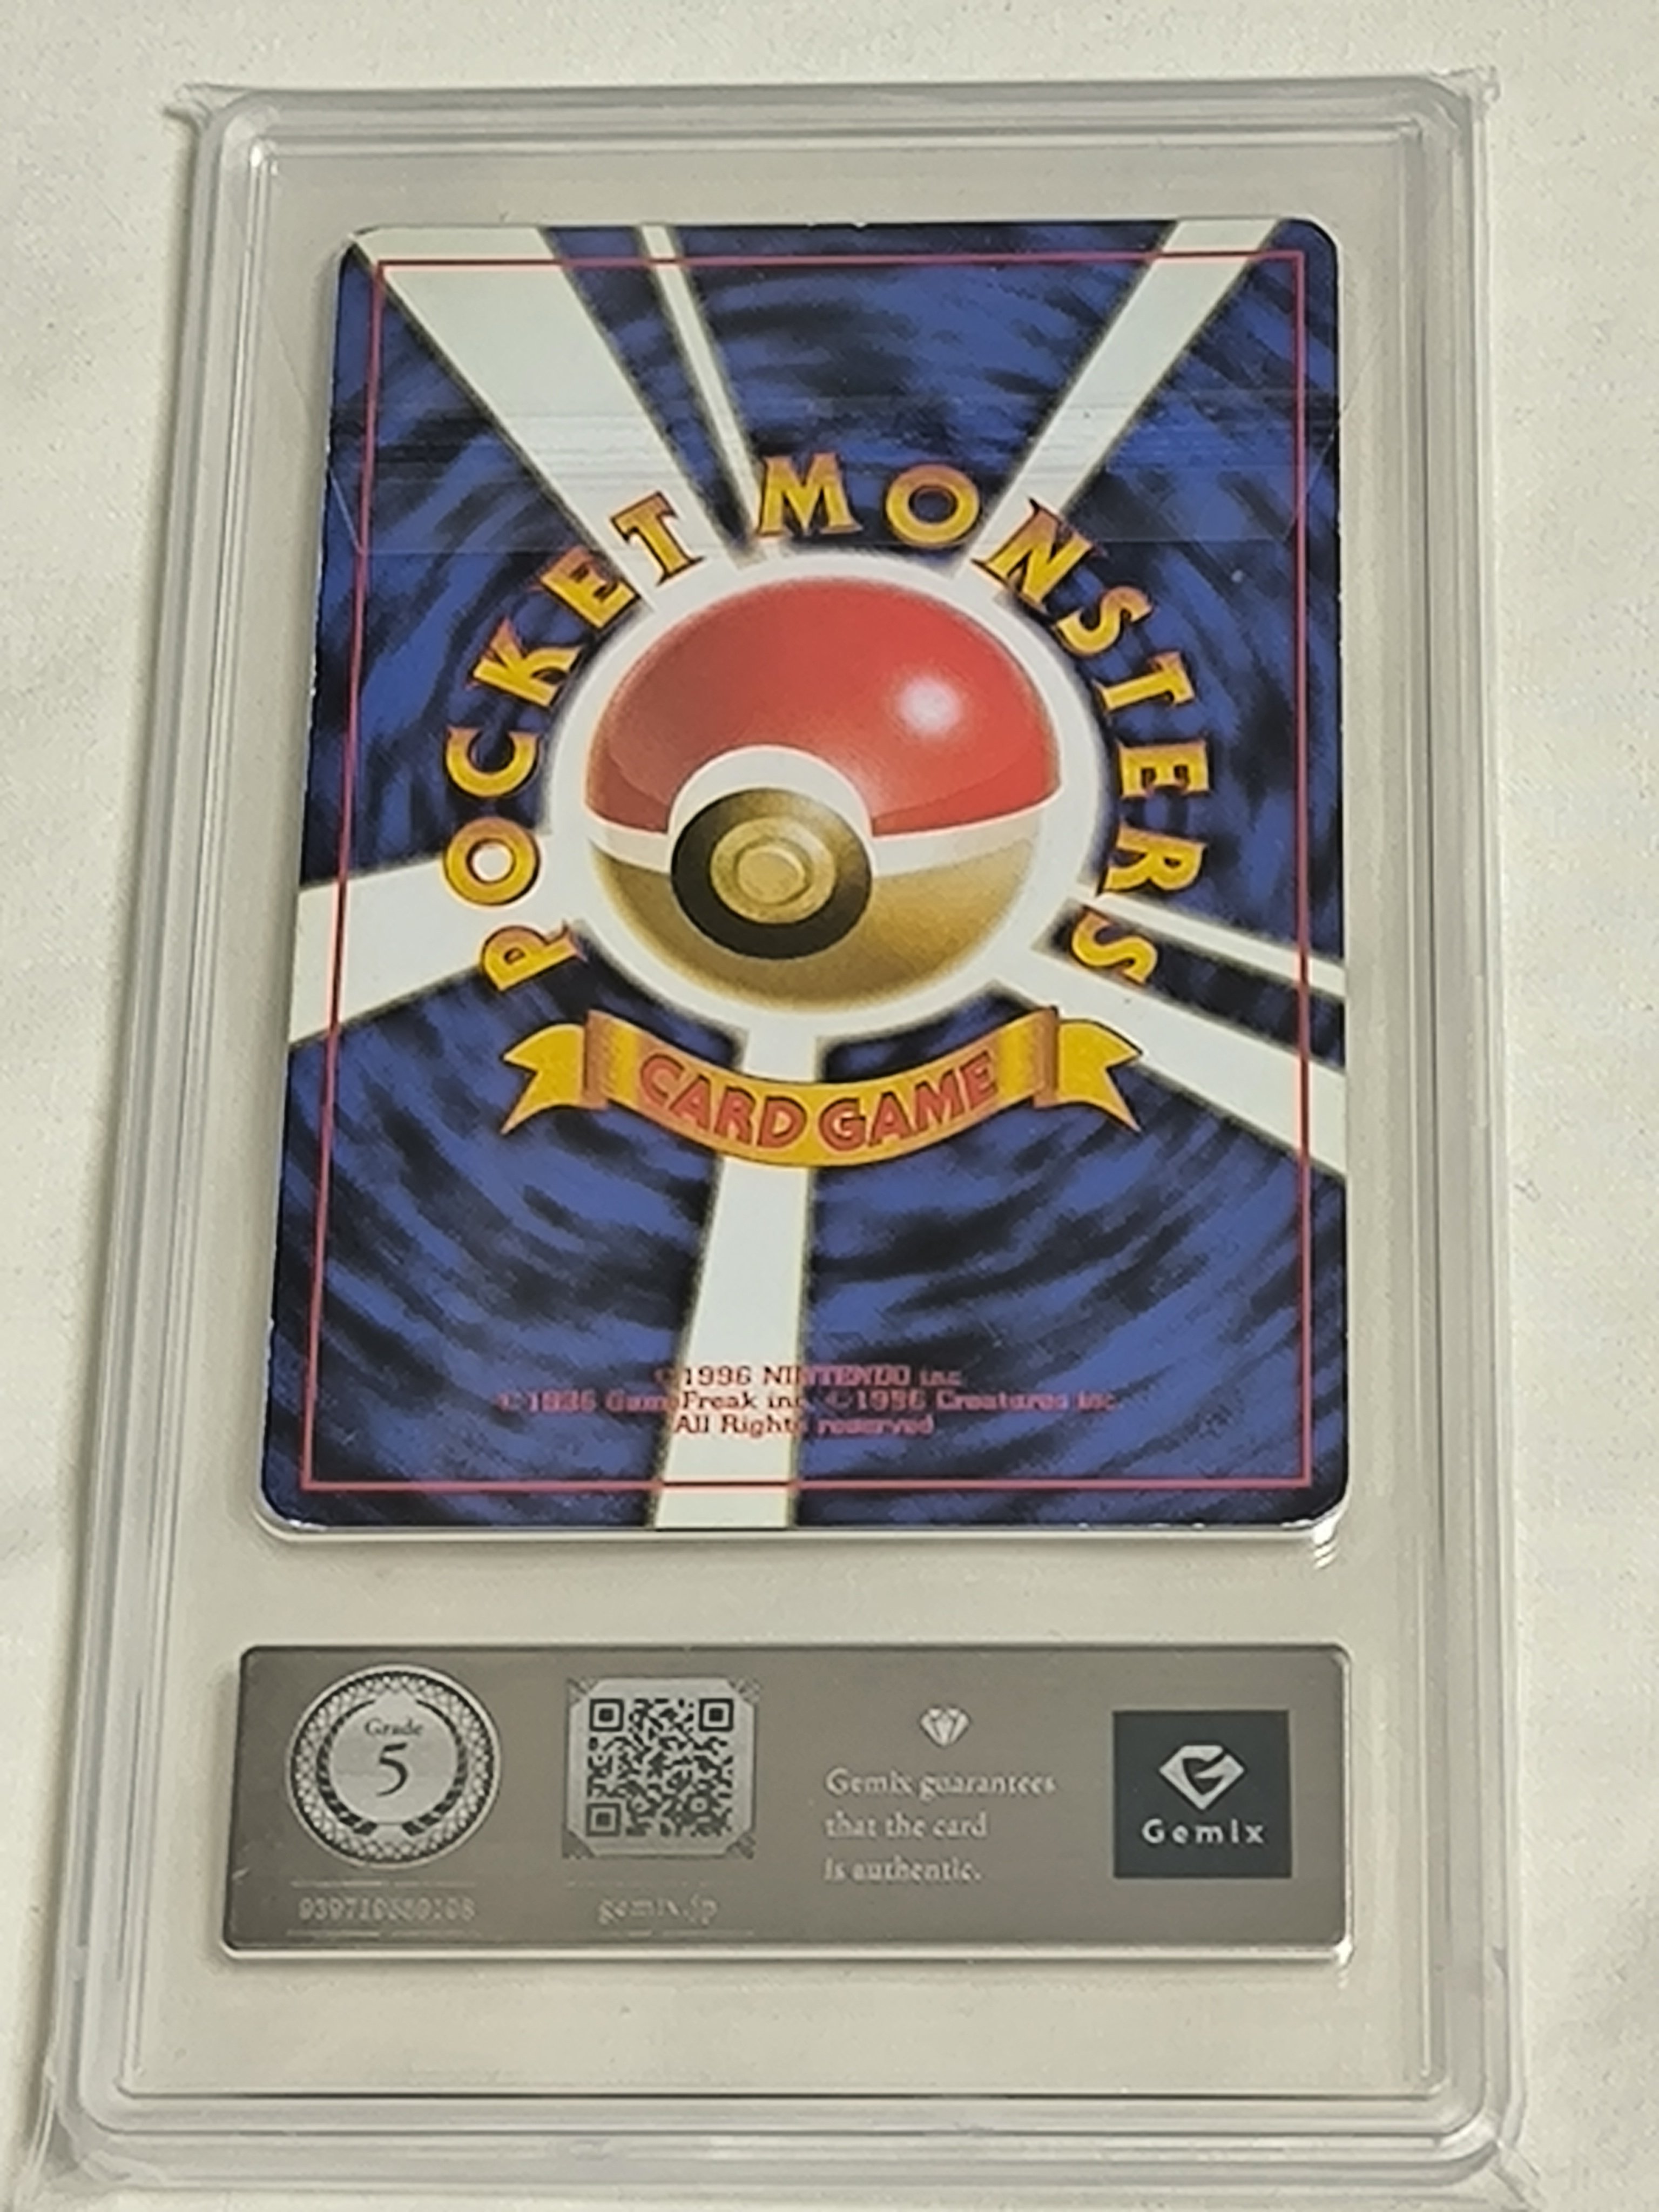 POCKET MONSTERS
CARD GAME
©1996 NINTENDO inc.
©1996 GameFreak inc. ©1996 Creatures inc.
All Rights reserved
Grade
5
gemix.jp
Gemix guarantees
that the card
is authentic.
Gemix